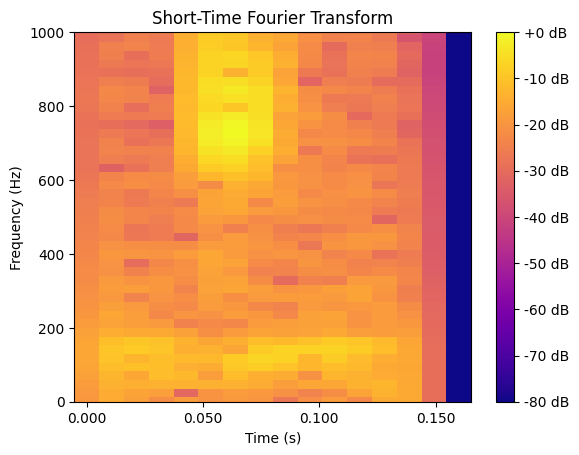 Short-Time Fourier Transform
1000
800
600
400
200
0
Frequency (Hz)
0.000
0.050
0.100
0.150
Time (s)
+0 dB
-10 dB
-20 dB
-30 dB
-40 dB
-50 dB
-60 dB
-70 dB
-80 dB